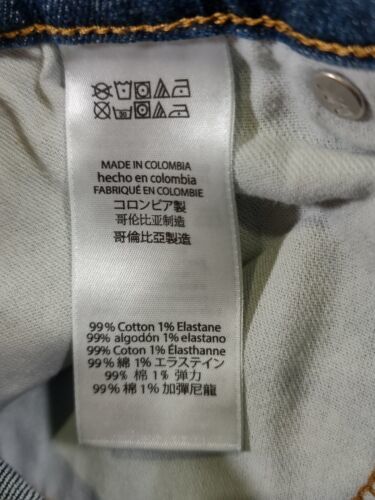 MADE IN COLOMBIA
hecho en colombia
FABRIQUÉ EN COLOMBIE
コロンビア製
哥伦比亚制造
哥倫比亞製造
99% Cotton 1% Elastane
99% algodón 1% elastano
99% Coton 1% Élasthanne
99% 綿 1% エラステイン
99% 棉 1% 弹力
99% 棉 1% 加彈尼龍